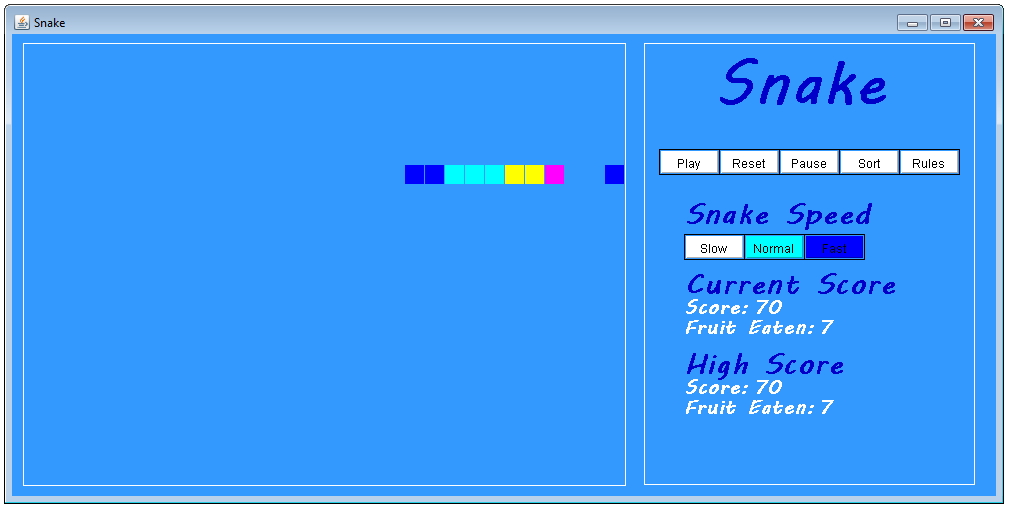 Snake
Snake
Play Reset Pause Sort Rules
Snake Speed
Slow Normal Fast
Current Score
Score: 70
Fruit Eaten: 7
High Score
Score: 70
Fruit Eaten: 7